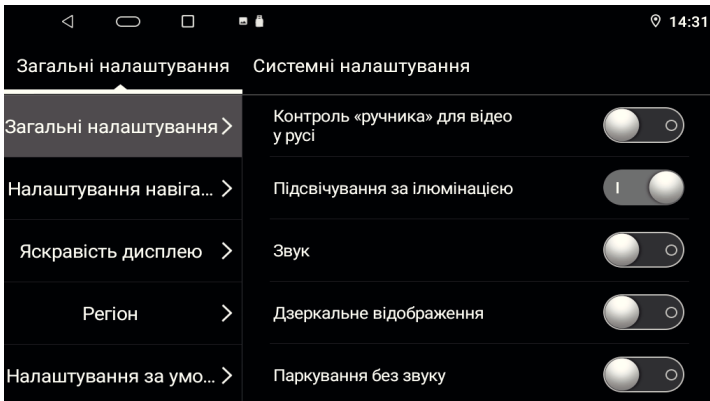 14:31
Загальні налаштування
Системні налаштування
Загальні налаштування
Налаштування навіга...
Яскравість дисплею
Регіон
Налаштування за умо...
Контроль «ручника» для відео
у русі
Підсвічування за ілюмінацією
Звук
Дзеркальне відображення
Паркування без звуку